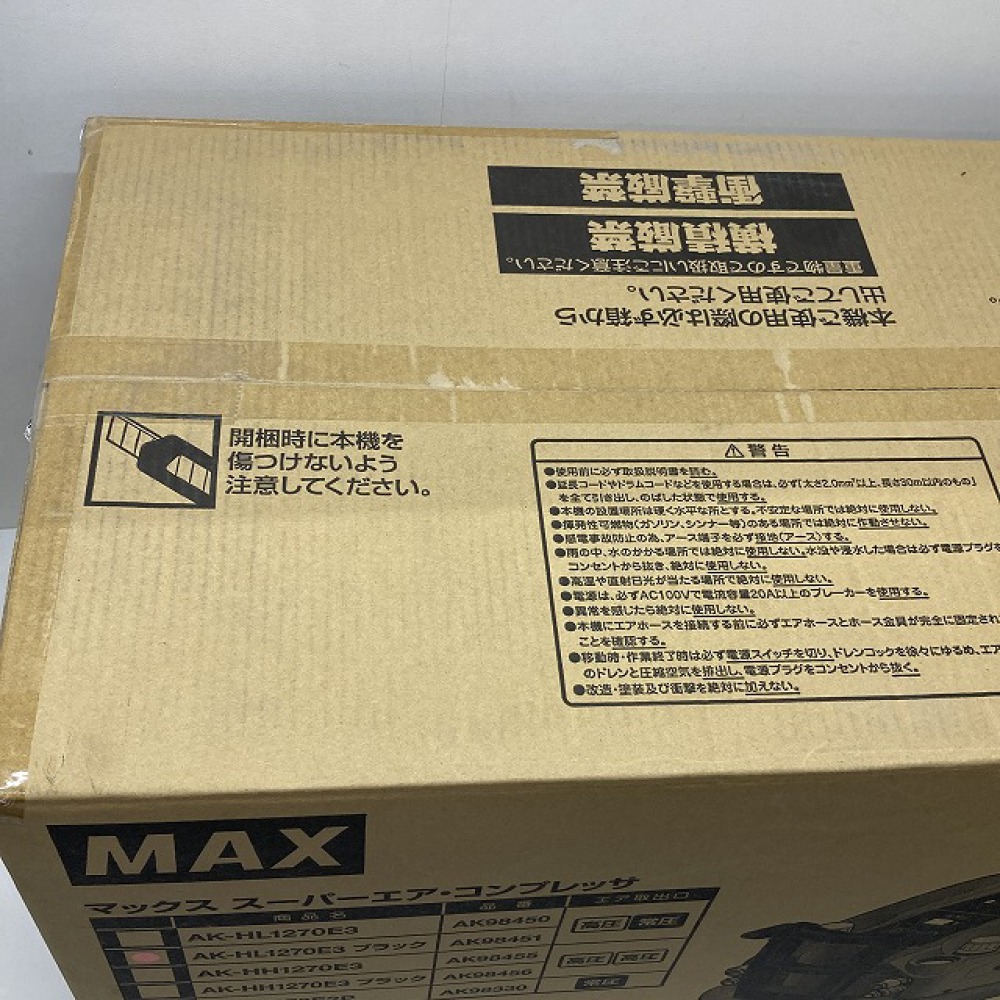 衝撃厳禁
横積厳禁
重量物ですので取扱いにご注意ください。
本機ご使用の際は必ず箱から
出してご使用ください。
開梱時に本機を
傷つけないよう
注意してください。
⚠警告
●使用前に必ず取扱説明書を読む。
●延長コードやドラムコードなどを使用する場合は、必ず「太さ2.0mm²以上、長さ30m以内のもの」
を全て引き出し、のばした状態で使用する。
●本機の設置場所は硬く水平な所とする。不安定な場所では絶対に使用しない。
●揮発性可燃物(ガソリン、シンナー等)のある場所では絶対に作動させない。
●感電事故防止の為、アース端子を必ず接地(アース)する。
●雨の中、水のかかる場所では絶対に使用しない。水没や浸水した場合は必ず電源プラグを
コンセントから抜き、絶対に使用しない。
●高温や直射日光が当たる場所で絶対に使用しない。
●電源は、必ずAC100Vで電流容量20A以上のブレーカーを使用する。
●異常を感じたら絶対に使用しない。
●本機にエアホースを接続する前に必ずエアホースとホース金具が完全に固定され
ことを確認する。
●移動時・作業終了時は必ず電源スイッチを切り、ドレンコックを徐々にゆるめ、エア
のドレンと圧縮空気を排出し、電源プラグをコンセントから抜く。
●改造・塗装及び衝撃を絶対に加えない。
MAX
マックス スーパーエア・コンプレッサ
商品名 品番 エア取出口
AK-HL1270E3 AK98450 高圧 常圧
AK-HL1270E3 ブラック AK98451
AK-HH1270E3 AK98455 高圧 高圧
AK-HH1270E3 ブラック AK98456
AK98330 常圧